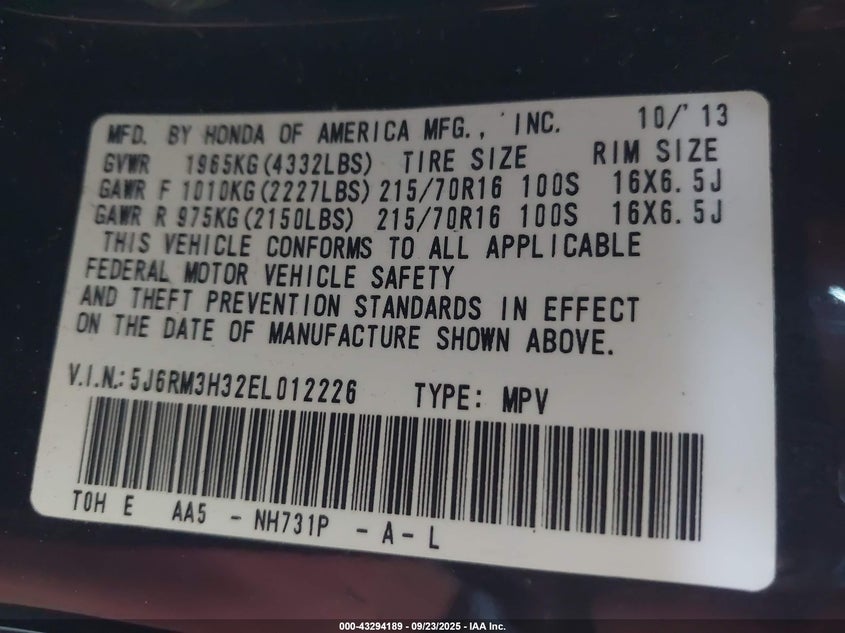 MFD. BY HONDA OF AMERICA MFG., INC. 10/'13
GVWR 1965KG(4332LBS) TIRE SIZE RIM SIZE
GAWR F 1010KG(2227LBS) 215/70R16 100S 16X6.5J
GAWR R 975KG(2150LBS) 215/70R16 100S 16X6.5J
THIS VEHICLE CONFORMS TO ALL APPLICABLE
FEDERAL MOTOR VEHICLE SAFETY
AND THEFT PREVENTION STANDARDS IN EFFECT
ON THE DATE OF MANUFACTURE SHOWN ABOVE.
V.I.N.: 5J6RM3H32EL012226 TYPE: MPV
TOH E AA5 - NH731P - A- L
000-43294189 - 09/23/2025 - IAA Inc.